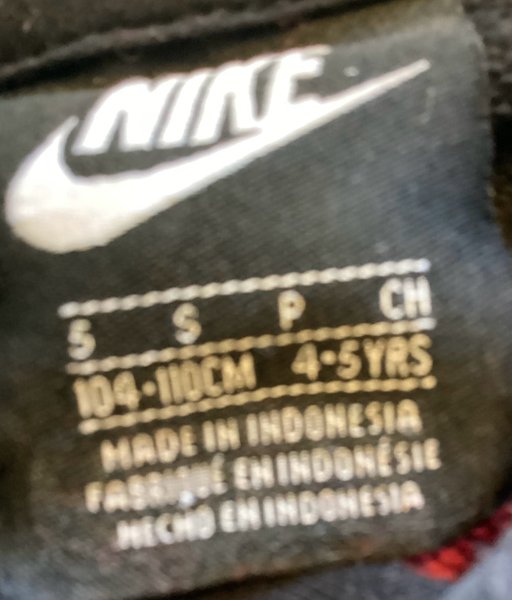 NIKE
S S P CH
104-110CM 4-5YRS
MADE IN INDONESIA
FABRIQUÉ EN INDONÉSIE
HECHO EN INDONESIA